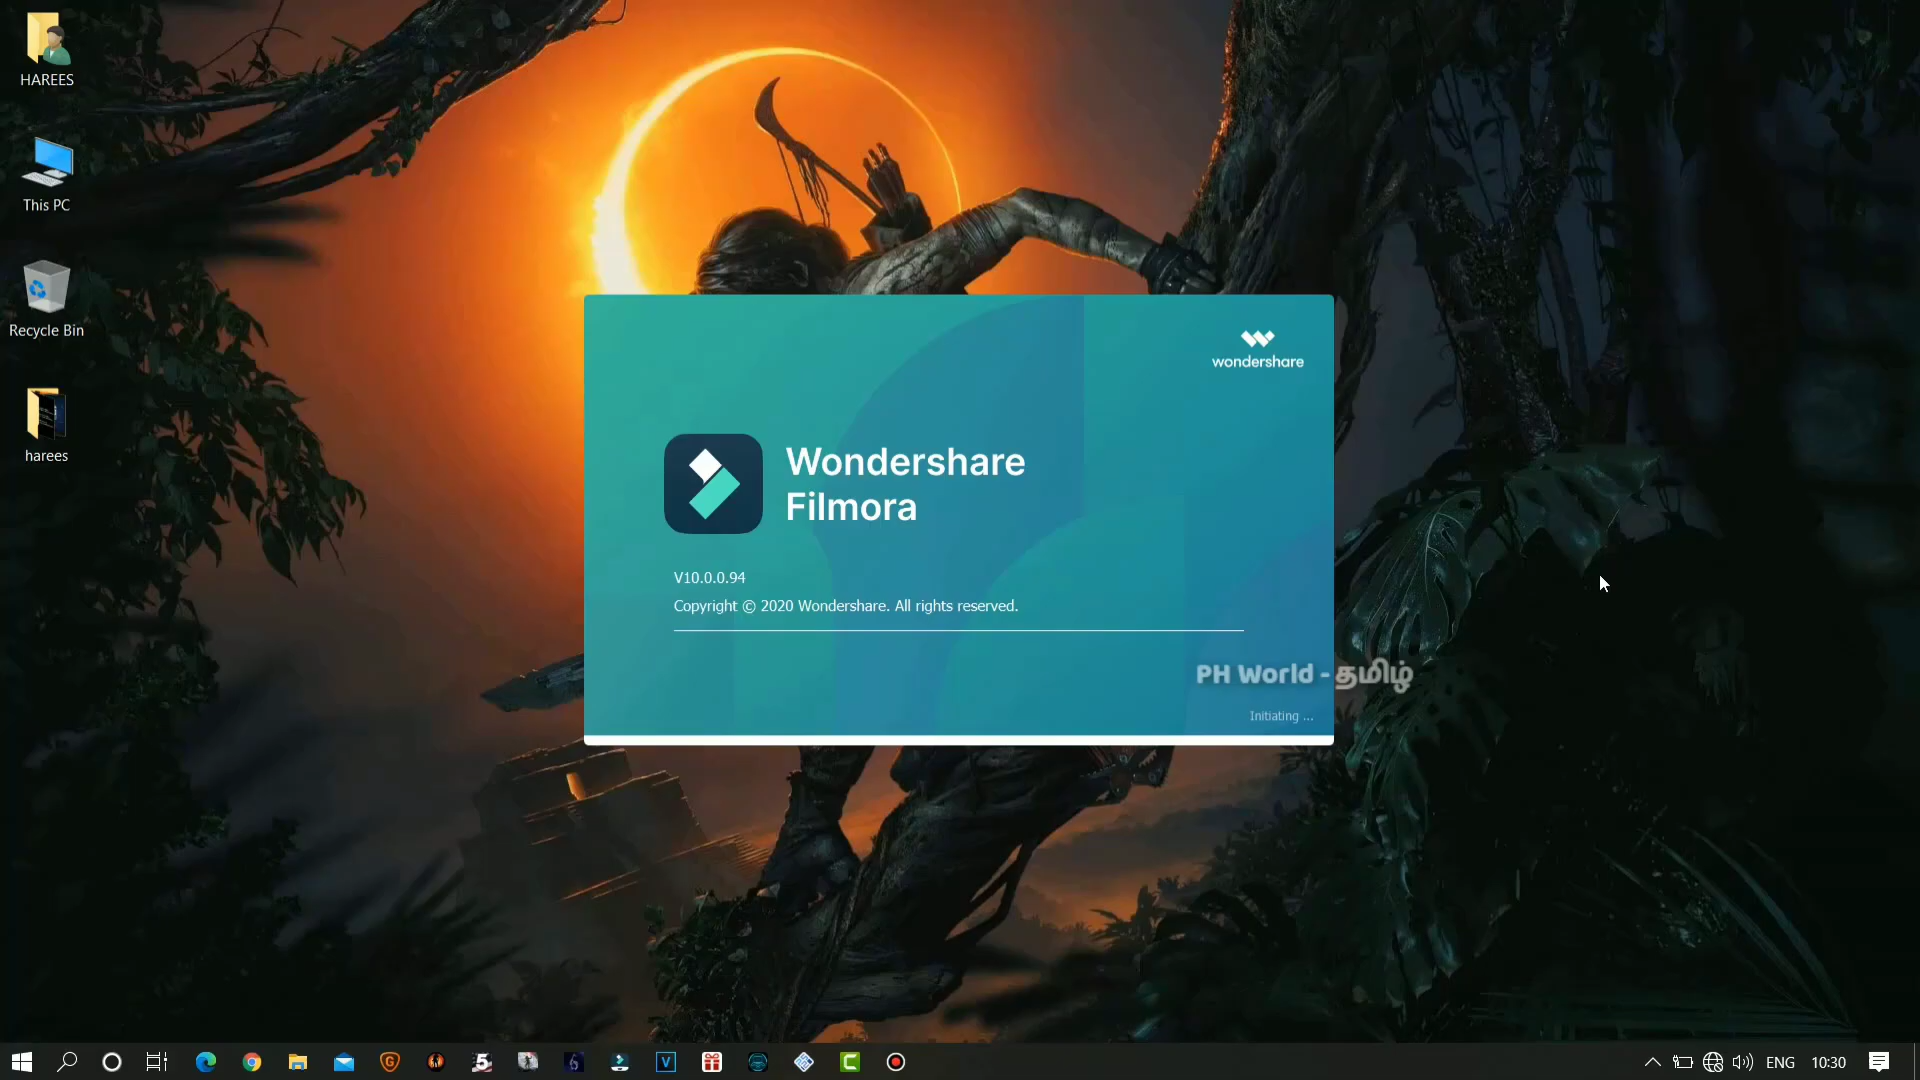 HAREES
This PC
Recycle Bin
harees
wondershare
Wondershare
Filmora
V10.0.0.94
Copyright © 2020 Wondershare. All rights reserved.
PH World - தமிழ்
Initiating ...
ENG
10:30